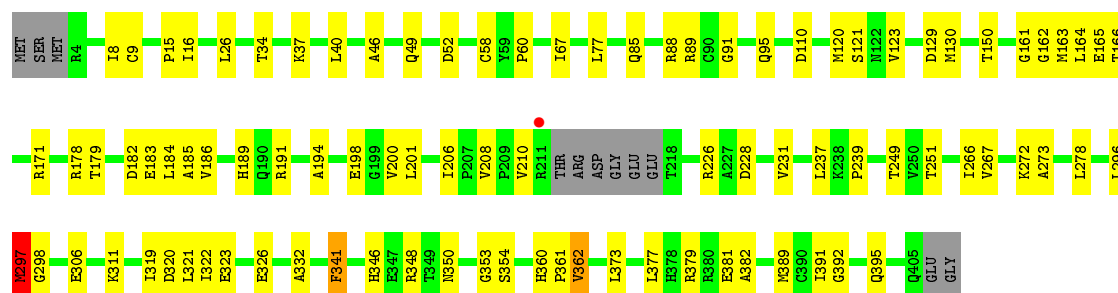 MET SER MET R4 I8 C9 P15 I16 L26 T34 K37 L40 A46 Q49 D52 C58 Y59 P60 I67 L77 Q85 R88 R89 C90 G91 Q95 D110 M120 S121 N122 V123 D129 M130 T150 G161 G162 M163 L164 E165 T166
R171 R178 T179 D182 E183 L184 A185 V186 H189 Q190 R191 A194 E198 G199 V200 L201 I206 P207 V208 P209 V210 R211 THR ARG ASP GLY GLU GLU T218 R226 A227 D228 V231 L237 K238 P239 T249 V250 T251 I266 V267 K272 A273 L278 L296
M297 G298 E306 K311 I319 D320 L321 I322 E323 E326 A332 F341 H346 E347 R348 T349 N350 G353 S354 H360 P361 V362 L373 L377 H378 R379 R380 E381 A382 M389 C390 I391 G392 Q395 Q405 GLU GLY